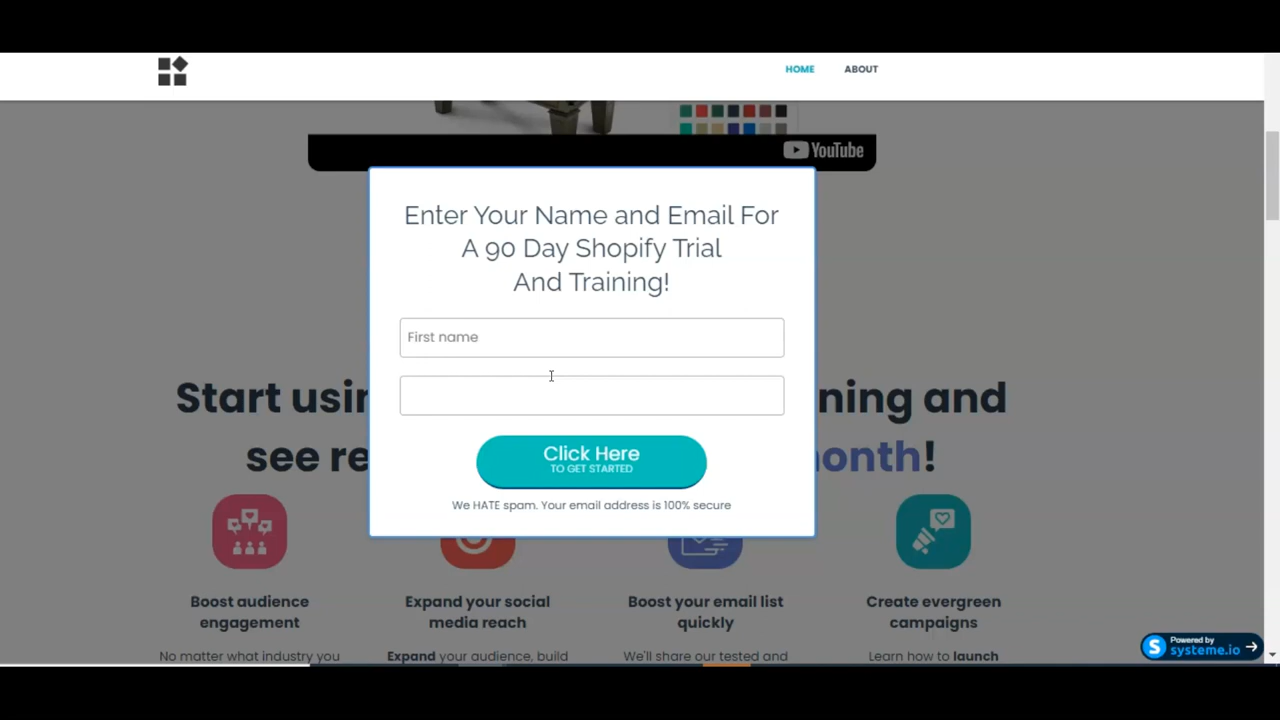 HOME
ABOUT
YouTube
Enter Your Name and Email For
A 90 Day Shopify Trial
And Training!
First name
Click Here
TO GET STARTED
We HATE spam. Your email address is 100% secure
Start ning and
see onth!
Boost audience
engagement
No matter what industry you
Expand your social
media reach
Expand your audience, build
Boost your email list
quickly
We'll share our tested and
Create evergreen
campaigns
Learn how to launch
Powered by
systeme.io